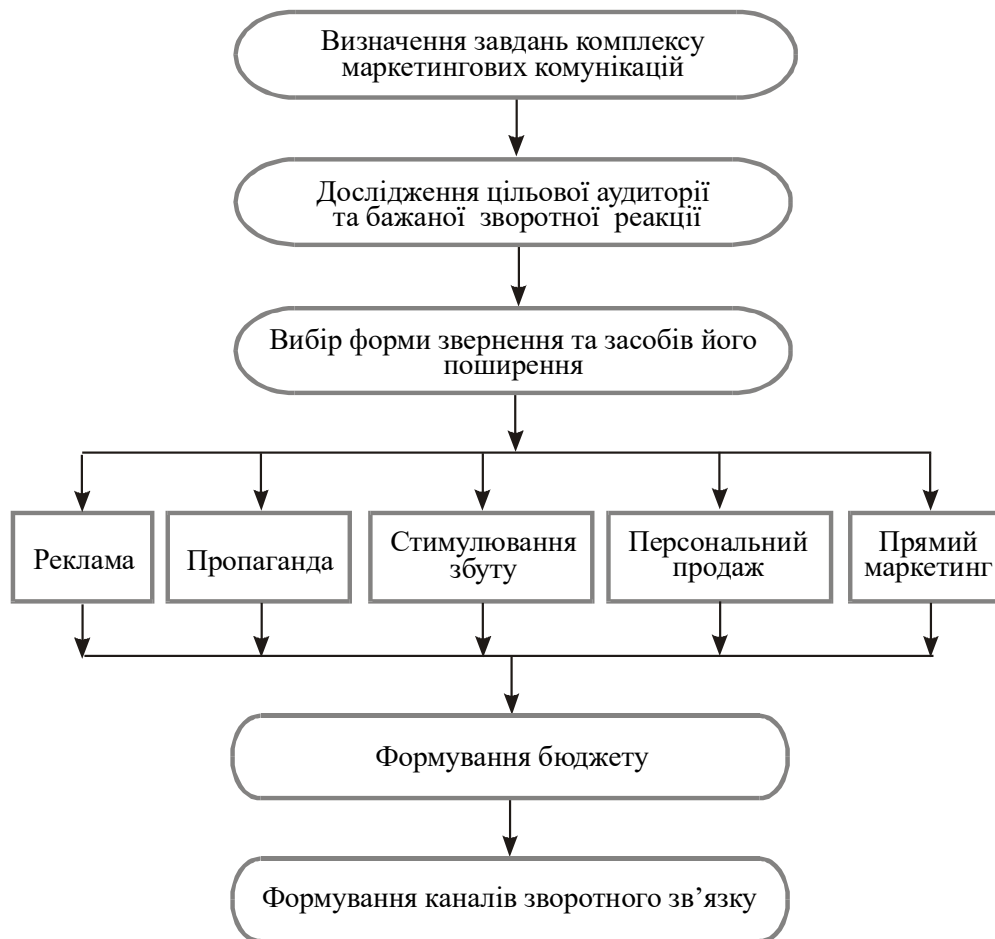 Визначення завдань комплексу
маркетингових комунікацій
Дослідження цільової аудиторії
та бажаної зворотної реакції
Вибір форми звернення та засобів його
поширення
Реклама
Пропаганда
Стимулювання
збуту
Персональний
продаж
Прямий
маркетинг
Формування бюджету
Формування каналів зворотного зв’язку